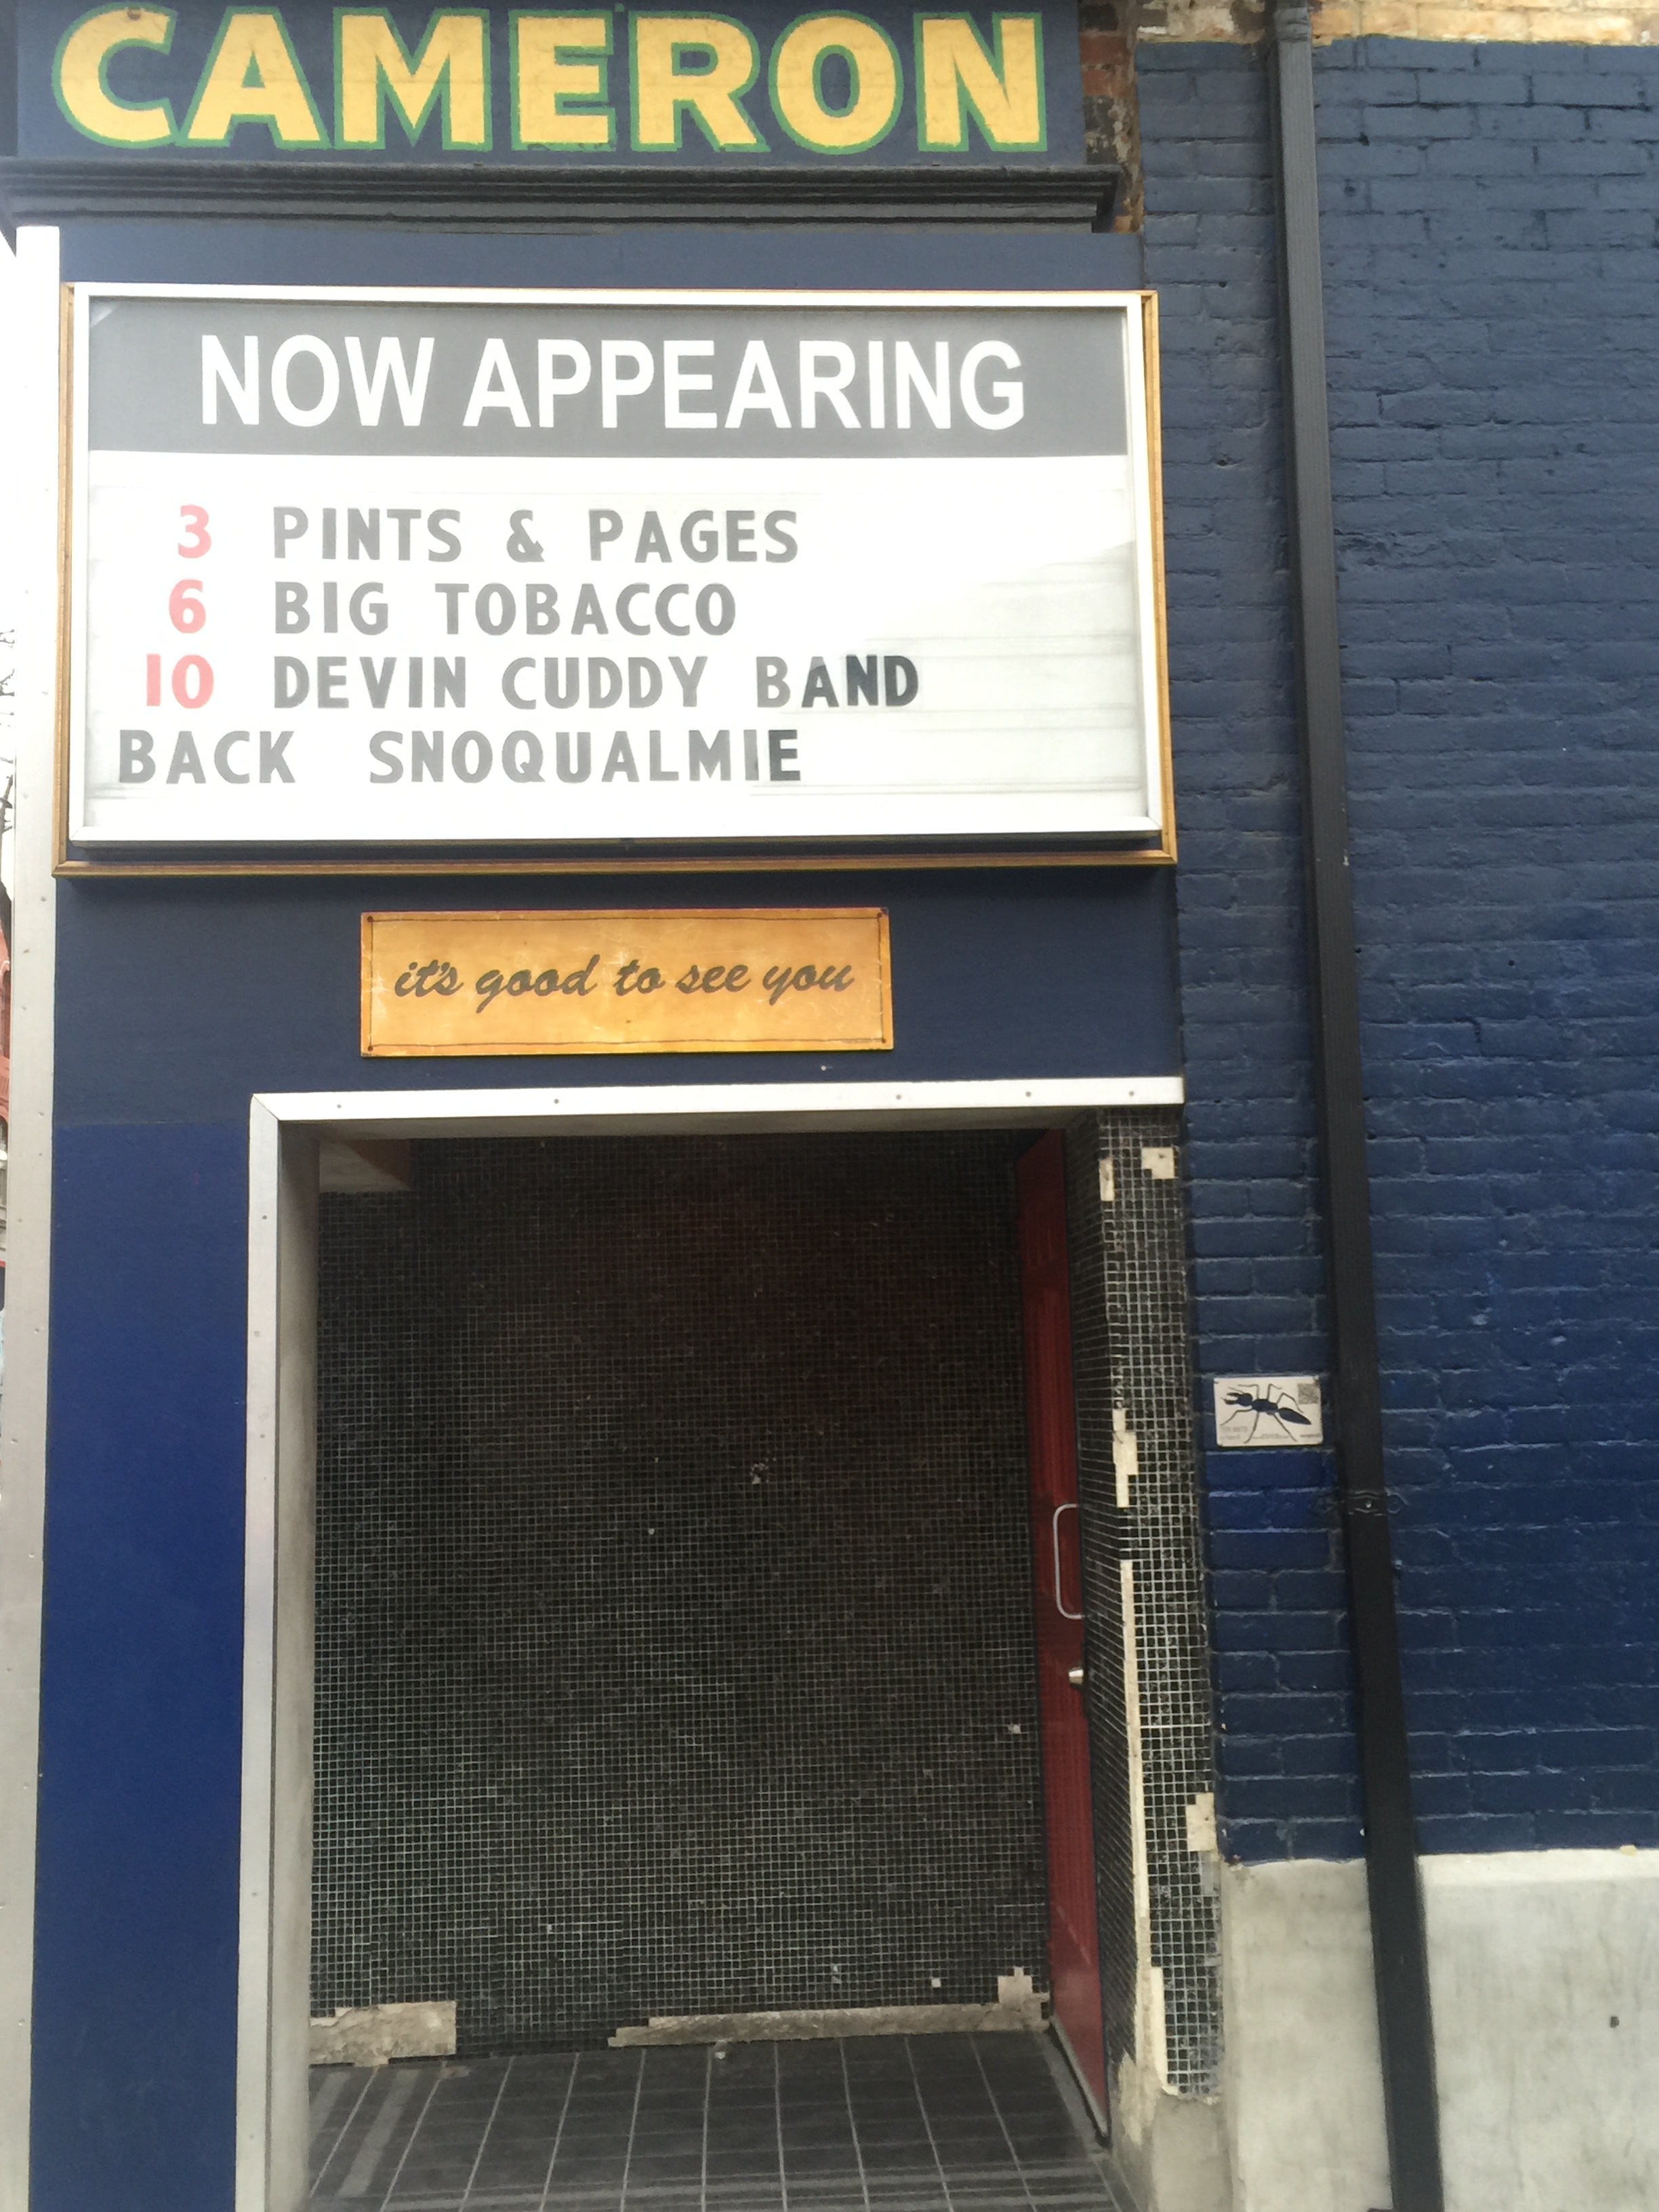 CAMERON
NOW APPEARING
3 PINTS & PAGES
6 BIG TOBACCO
10 DEVIN CUDDY BAND
BACK SNOQUALMIE
it's good to see you